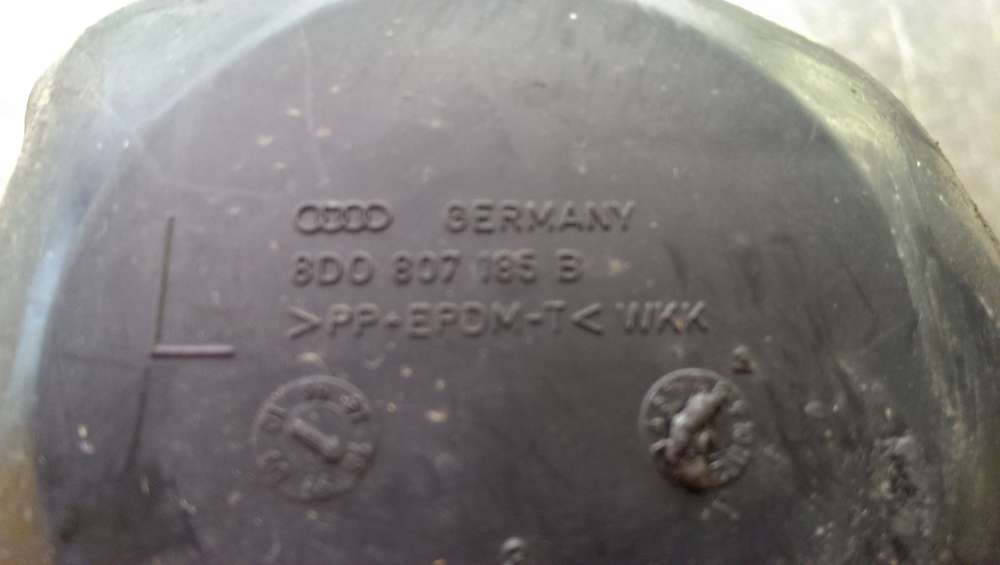 GERMANY
8D0 807 185 B
L
>PP+EPDM-T< WKK